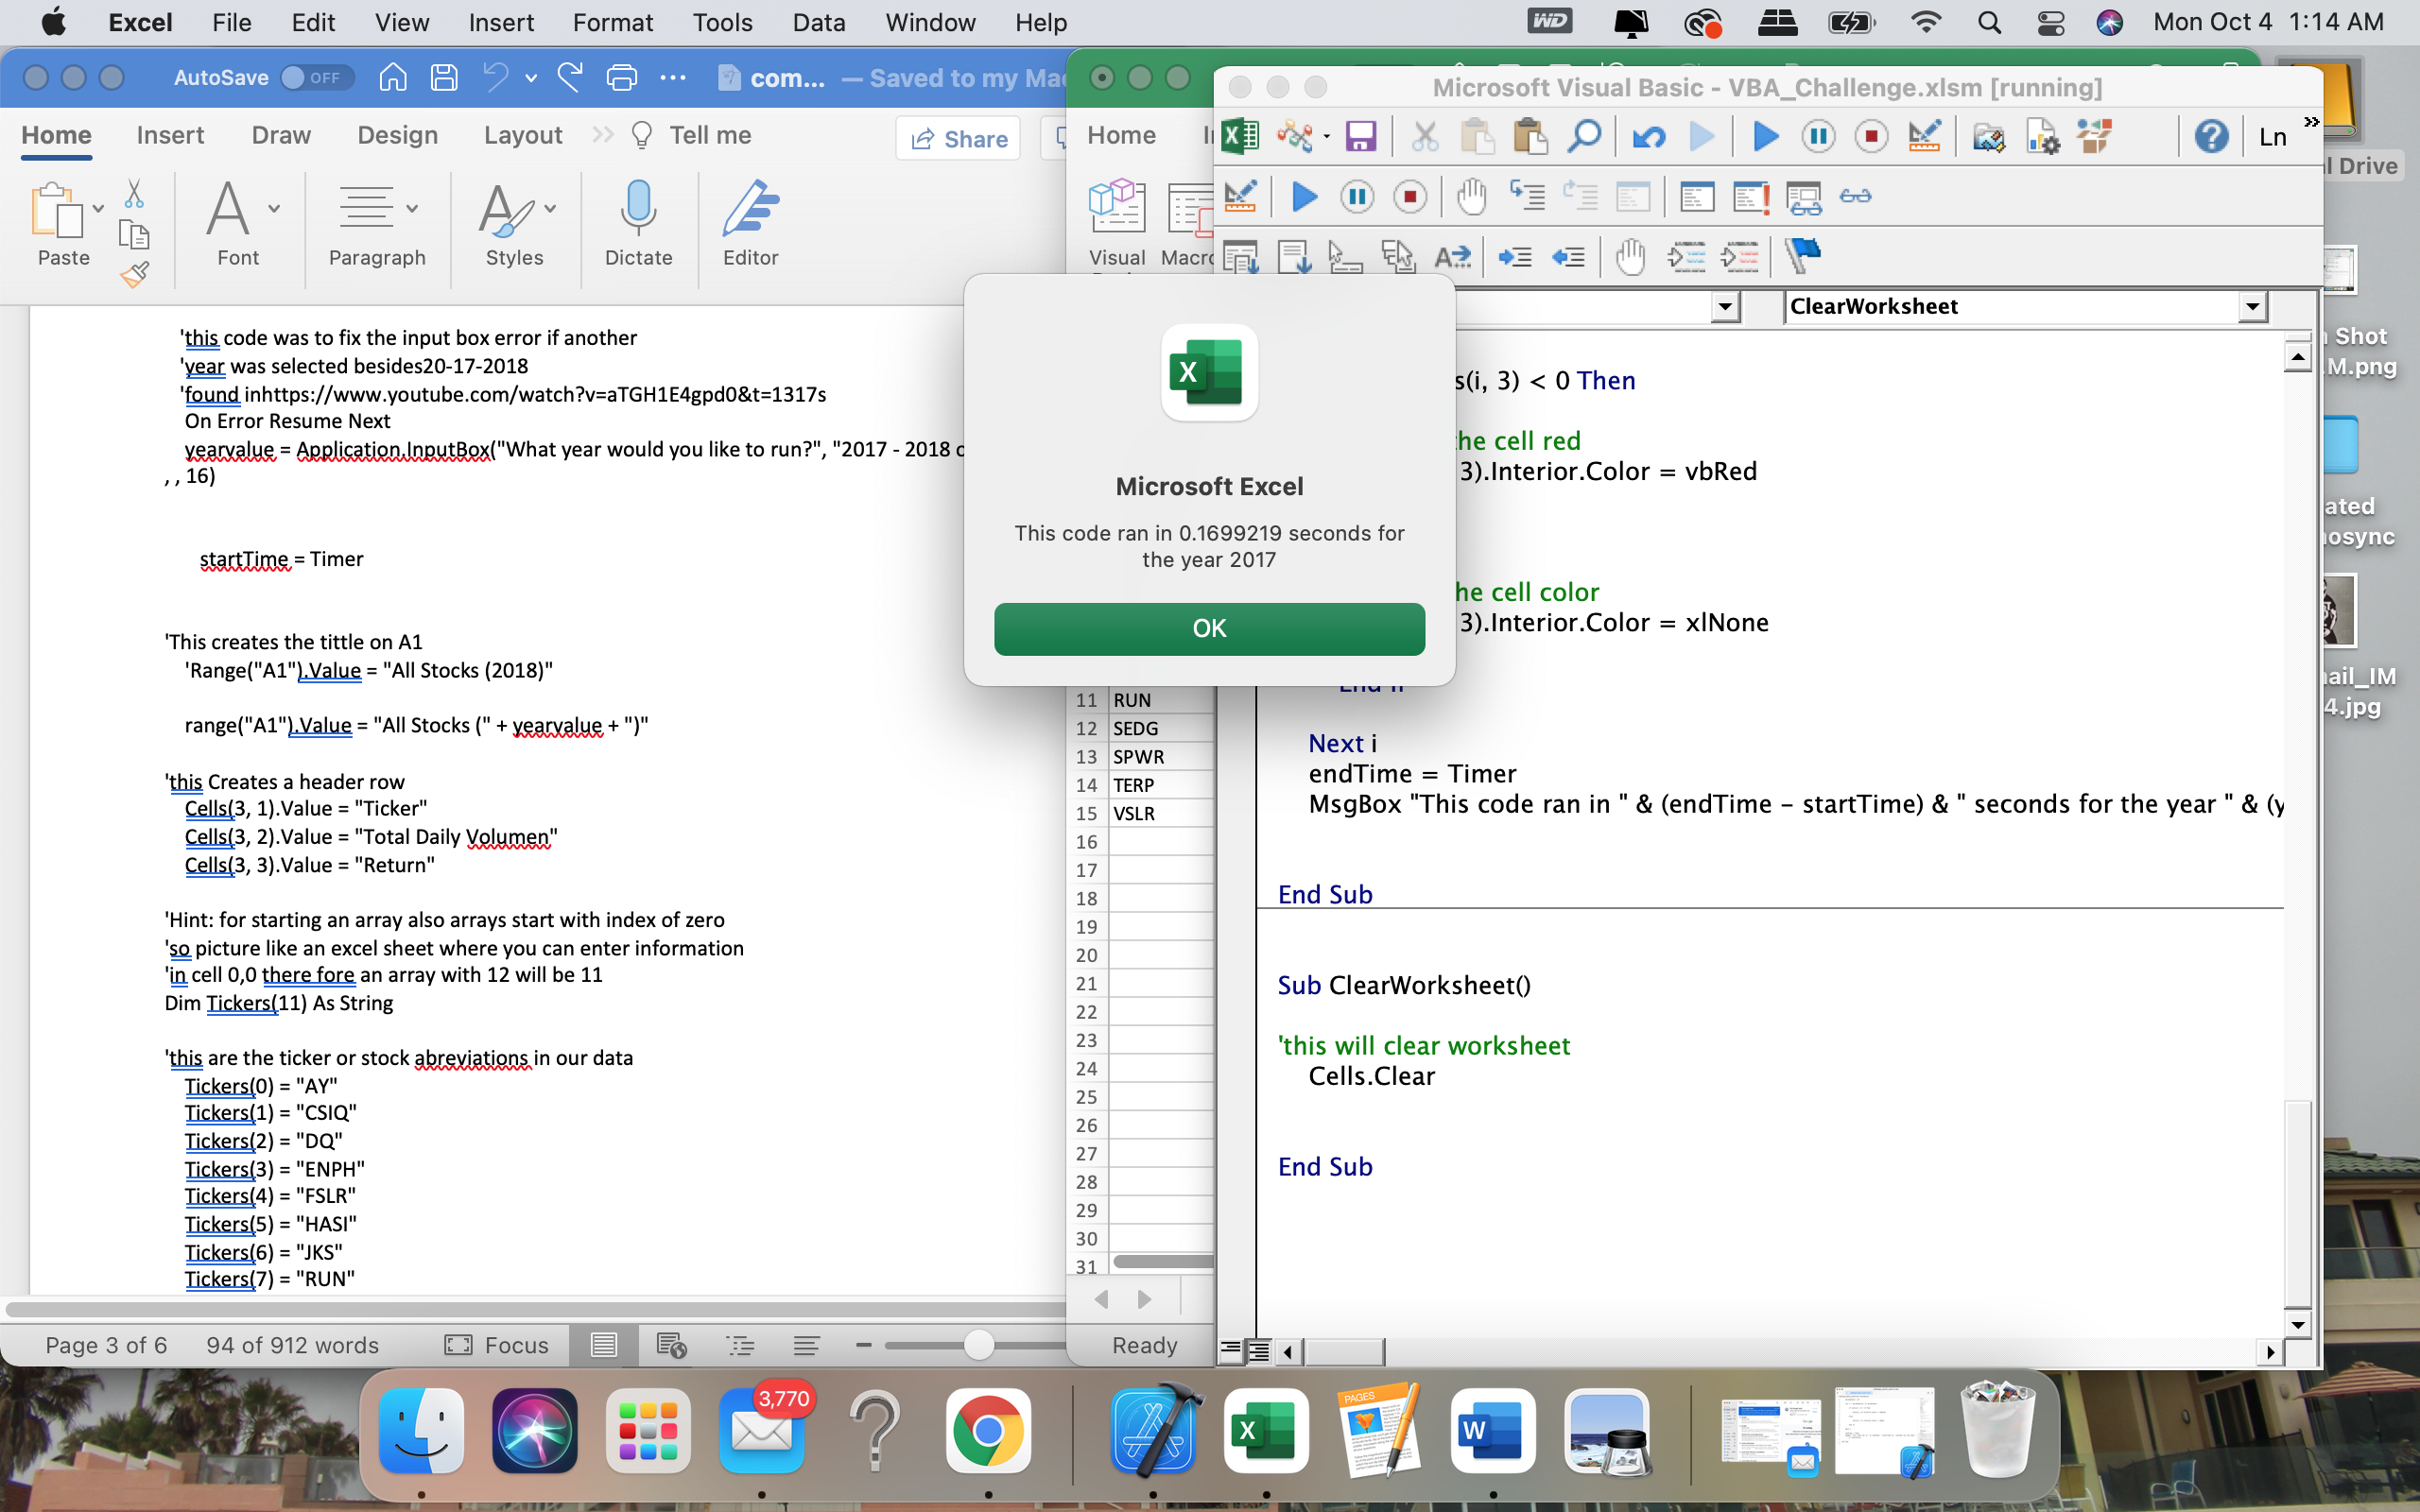 Excel File Edit View Insert Format Tools Data Window Help
WD
Mon Oct 4 1:14 AM
AutoSave OFF
com... — Saved to my Ma
Home Insert Draw Design Layout Tell me Share
Paste Font Paragraph Styles Dictate Editor
'this code was to fix the input box error if another
'year was selected besides20-17-2018
'found inhttps://www.youtube.com/watch?v=aTGH1E4gpd0&t=1317s
On Error Resume Next
yearvalue = Application.InputBox("What year would you like to run?", "2017 - 2018
, , 16)
startTime = Timer
'This creates the tittle on A1
'Range("A1").Value = "All Stocks (2018)"
range("A1").Value = "All Stocks (" + yearvalue + ")"
'this Creates a header row
Cells(3, 1).Value = "Ticker"
Cells(3, 2).Value = "Total Daily Volumen"
Cells(3, 3).Value = "Return"
'Hint: for starting an array also arrays start with index of zero
'so picture like an excel sheet where you can enter information
'in cell 0,0 there fore an array with 12 will be 11
Dim Tickers(11) As String
'this are the ticker or stock abreviations in our data
Tickers(0) = "AY"
Tickers(1) = "CSIQ"
Tickers(2) = "DQ"
Tickers(3) = "ENPH"
Tickers(4) = "FSLR"
Tickers(5) = "HASI"
Tickers(6) = "JKS"
Tickers(7) = "RUN"
Page 3 of 6 94 of 912 words Focus
Home
Visual Macro
11 RUN
12 SEDG
13 SPWR
14 TERP
15 VSLR
16
17
18
19
20
21
22
23
24
25
26
27
28
29
30
31
Ready
Microsoft Visual Basic - VBA_Challenge.xlsm [running]
Ln
ClearWorksheet
s(i, 3) < 0 Then
the cell red
3).Interior.Color = vbRed
the cell color
3).Interior.Color = xlNone
End If
Next i
endTime = Timer
MsgBox "This code ran in " & (endTime - startTime) & " seconds for the year " & (y
End Sub
Sub ClearWorksheet()
'this will clear worksheet
Cells.Clear
End Sub
Microsoft Excel
This code ran in 0.1699219 seconds for
the year 2017
OK
l Drive
Shot
.M.png
ated
osync
ail_IM
4.jpg
3,770
PAGES